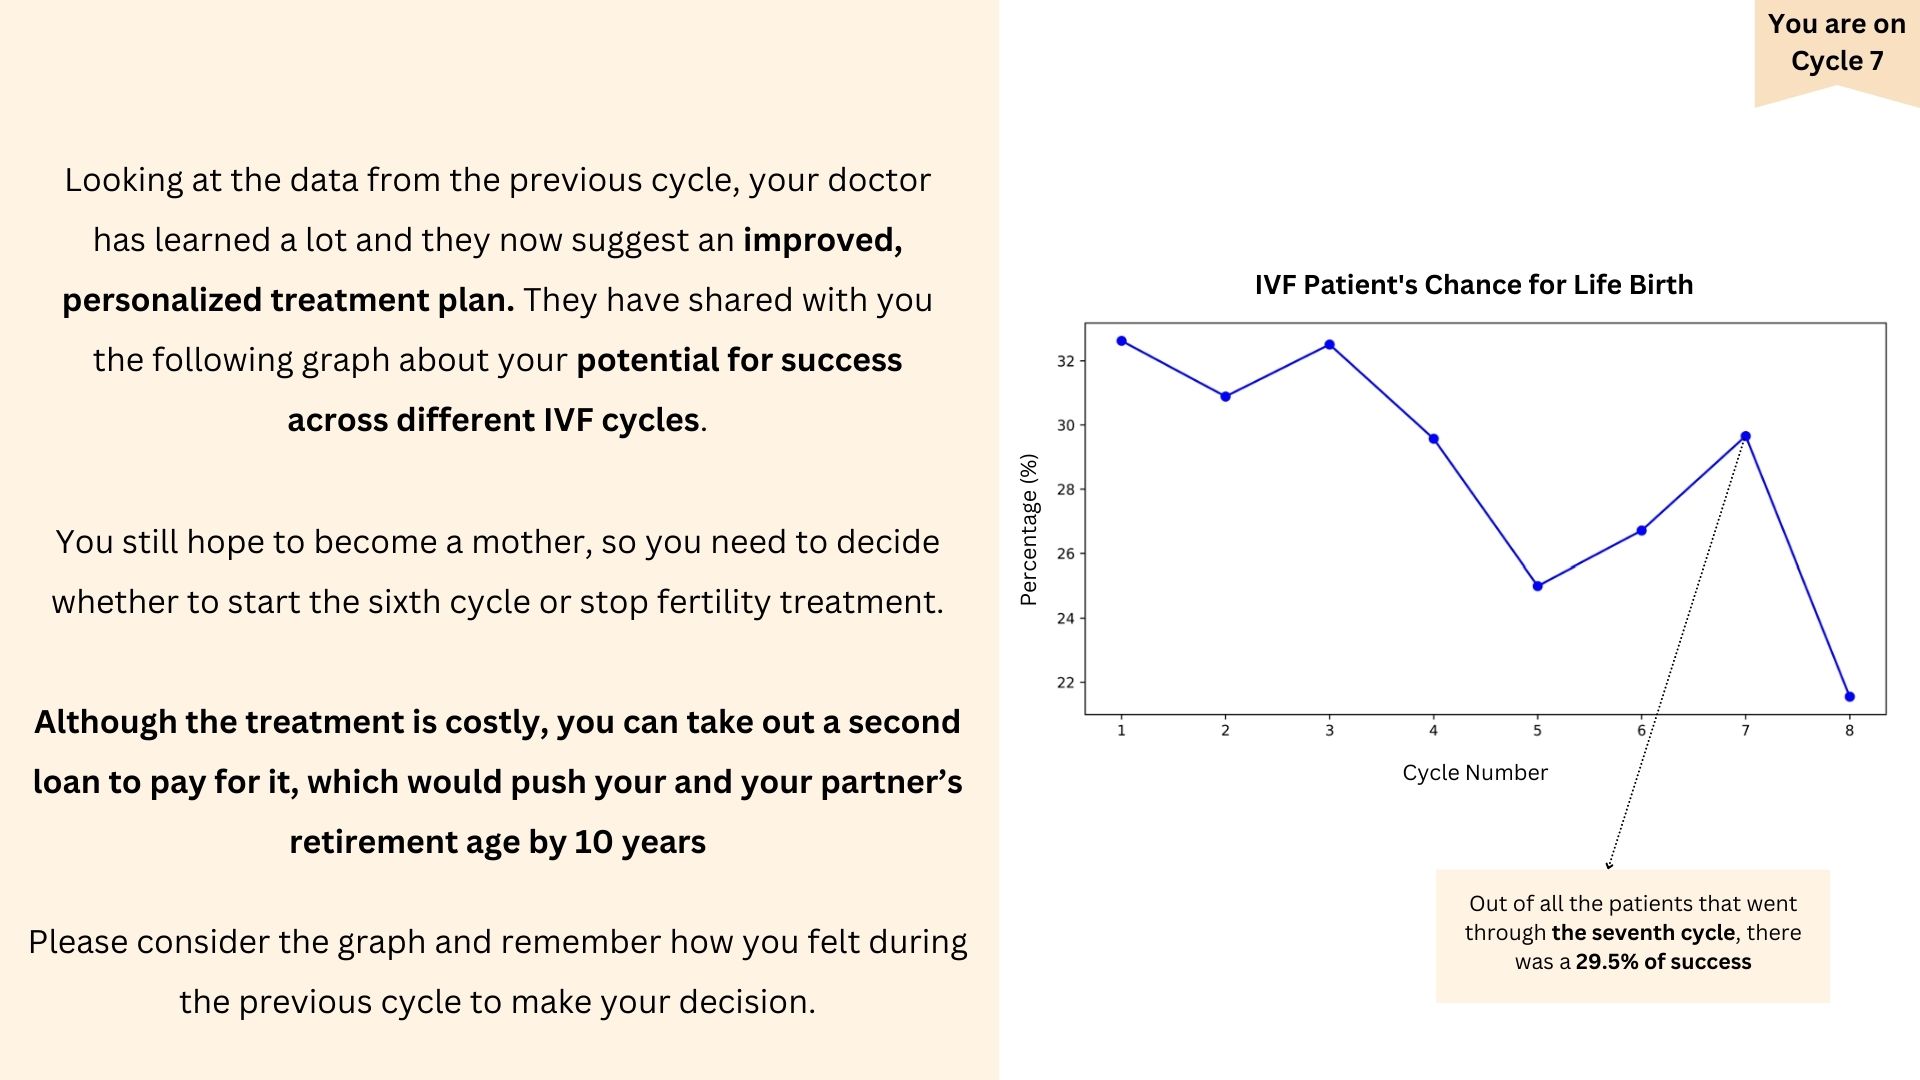 You are on
Cycle 7
Looking at the data from the previous cycle, your doctor
has learned a lot and they now suggest an improved,
personalized treatment plan. They have shared with you
the following graph about your potential for success
across different IVF cycles.
You still hope to become a mother, so you need to decide
whether to start the sixth cycle or stop fertility treatment.
Although the treatment is costly, you can take out a second
loan to pay for it, which would push your and your partner’s
retirement age by 10 years
Please consider the graph and remember how you felt during
the previous cycle to make your decision.
IVF Patient's Chance for Life Birth
Percentage (%)
32
30
28
26
24
22
1 2 3 4 5 6 7 8
Cycle Number
Out of all the patients that went
through the seventh cycle, there
was a 29.5% of success